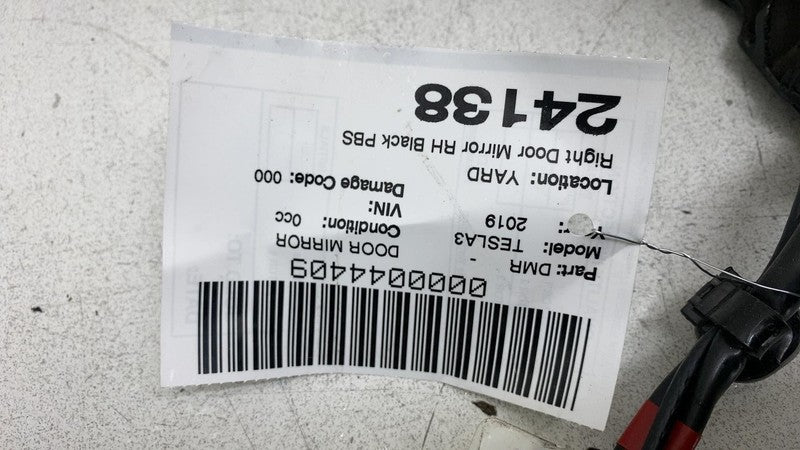 0000044409
Part: DMR - DOOR MIRROR
Model: TESLA3 Condition: 0cc
2019 VIN:
Location: YARD Damage Code: 000
Right Door Mirror RH Black PBS
24138